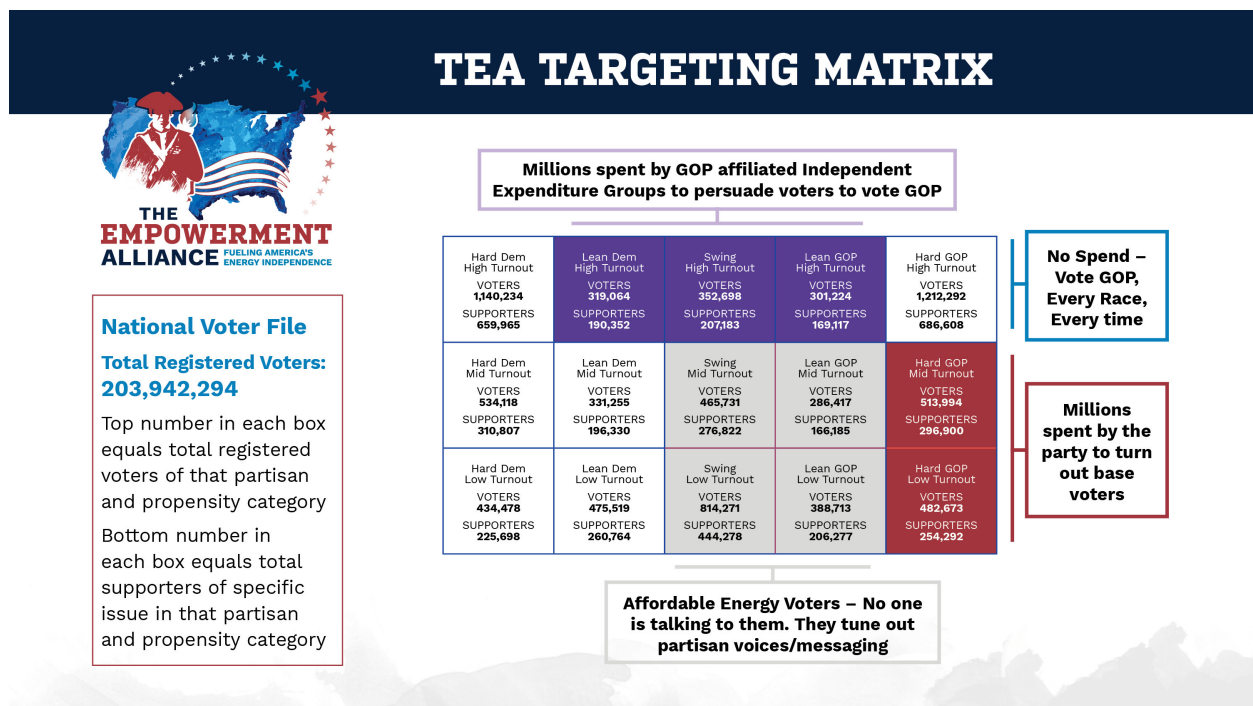 TEA TARGETING MATRIX
THE
EMPOWERMENT
ALLIANCE FUELING AMERICA'S
ENERGY INDEPENDENCE
National Voter File
Total Registered Voters:
203,942,294
Top number in each box
equals total registered
voters of that partisan
and propensity category
Bottom number in
each box equals total
supporters of specific
issue in that partisan
and propensity category
Millions spent by GOP affiliated Independent
Expenditure Groups to persuade voters to vote GOP
Hard Dem
High Turnout
VOTERS
1,140,234
SUPPORTERS
659,965
Lean Dem
High Turnout
VOTERS
319,064
SUPPORTERS
190,352
Swing
High Turnout
VOTERS
352,698
SUPPORTERS
207,183
Lean GOP
High Turnout
VOTERS
301,224
SUPPORTERS
169,117
Hard GOP
High Turnout
VOTERS
1,212,292
SUPPORTERS
686,608
Hard Dem
Mid Turnout
VOTERS
534,118
SUPPORTERS
310,807
Lean Dem
Mid Turnout
VOTERS
331,255
SUPPORTERS
196,330
Swing
Mid Turnout
VOTERS
465,731
SUPPORTERS
276,822
Lean GOP
Mid Turnout
VOTERS
286,417
SUPPORTERS
166,185
Hard GOP
Mid Turnout
VOTERS
513,994
SUPPORTERS
296,900
Hard Dem
Low Turnout
VOTERS
434,478
SUPPORTERS
225,698
Lean Dem
Low Turnout
VOTERS
475,519
SUPPORTERS
260,764
Swing
Low Turnout
VOTERS
814,271
SUPPORTERS
444,278
Lean GOP
Low Turnout
VOTERS
388,713
SUPPORTERS
206,277
Hard GOP
Low Turnout
VOTERS
482,673
SUPPORTERS
254,292
No Spend –
Vote GOP,
Every Race,
Every time
Millions
spent by the
party to turn
out base
voters
Affordable Energy Voters – No one
is talking to them. They tune out
partisan voices/messaging